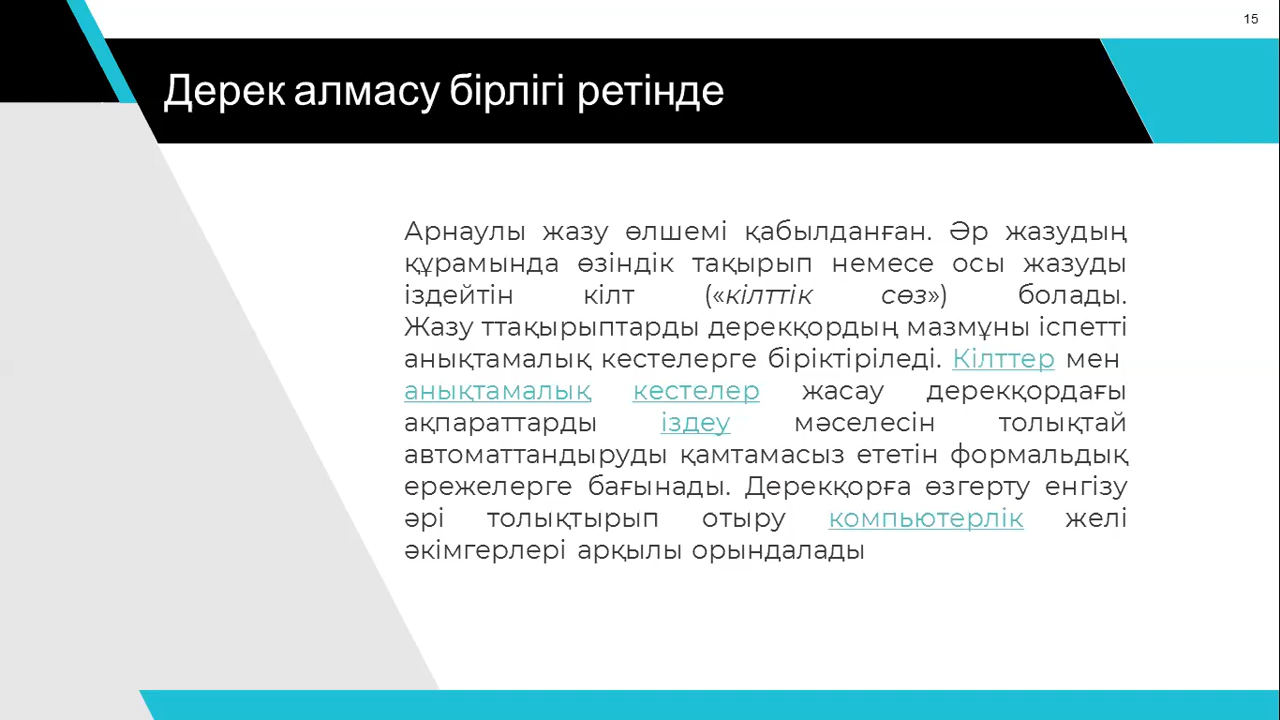 15
Дерек алмасу бірлігі ретінде
Арнаулы жазу өлшемі қабылданған. Әр жазудың
құрамында өзіндік тақырып немесе осы жазуды
іздейтін кілт («кілттік сөз») болады.
Жазу ттақырыптарды дерекқордың мазмұны іспетті
анықтамалық кестелерге біріктіріледі. Кілттер мен
анықтамалық кестелер жасау дерекқордағы
ақпараттарды іздеу мәселесін толықтай
автоматтандыруды қамтамасыз ететін формальдық
ережелерге бағынады. Дерекқорға өзгерту енгізу
әрі толықтырып отыру компьютерлік желі
әкімгерлері арқылы орындалады